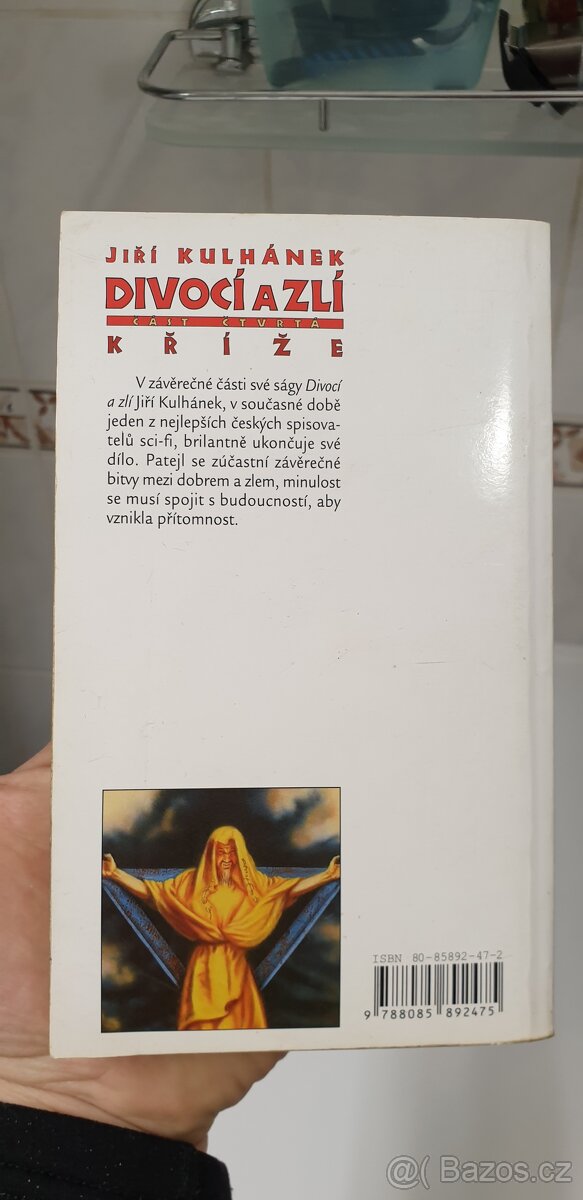 JIŘÍ KULHÁNEK
DIVOCÍ A ZLÍ
ČÁST ČTVRTÁ
KŘÍŽE
V závěrečné části své ságy Divocí
a zlí Jiří Kulhánek, v současné době
jeden z nejlepších českých spisova-
telů sci-fi, brilantně ukončuje své
dílo. Patejl se zúčastní závěrečné
bitvy mezi dobrem a zlem, minulost
se musí spojit s budoucností, aby
vznikla přítomnost.
ISBN 80-85892-47-2
9 788085 892475
@( Bazos.cz